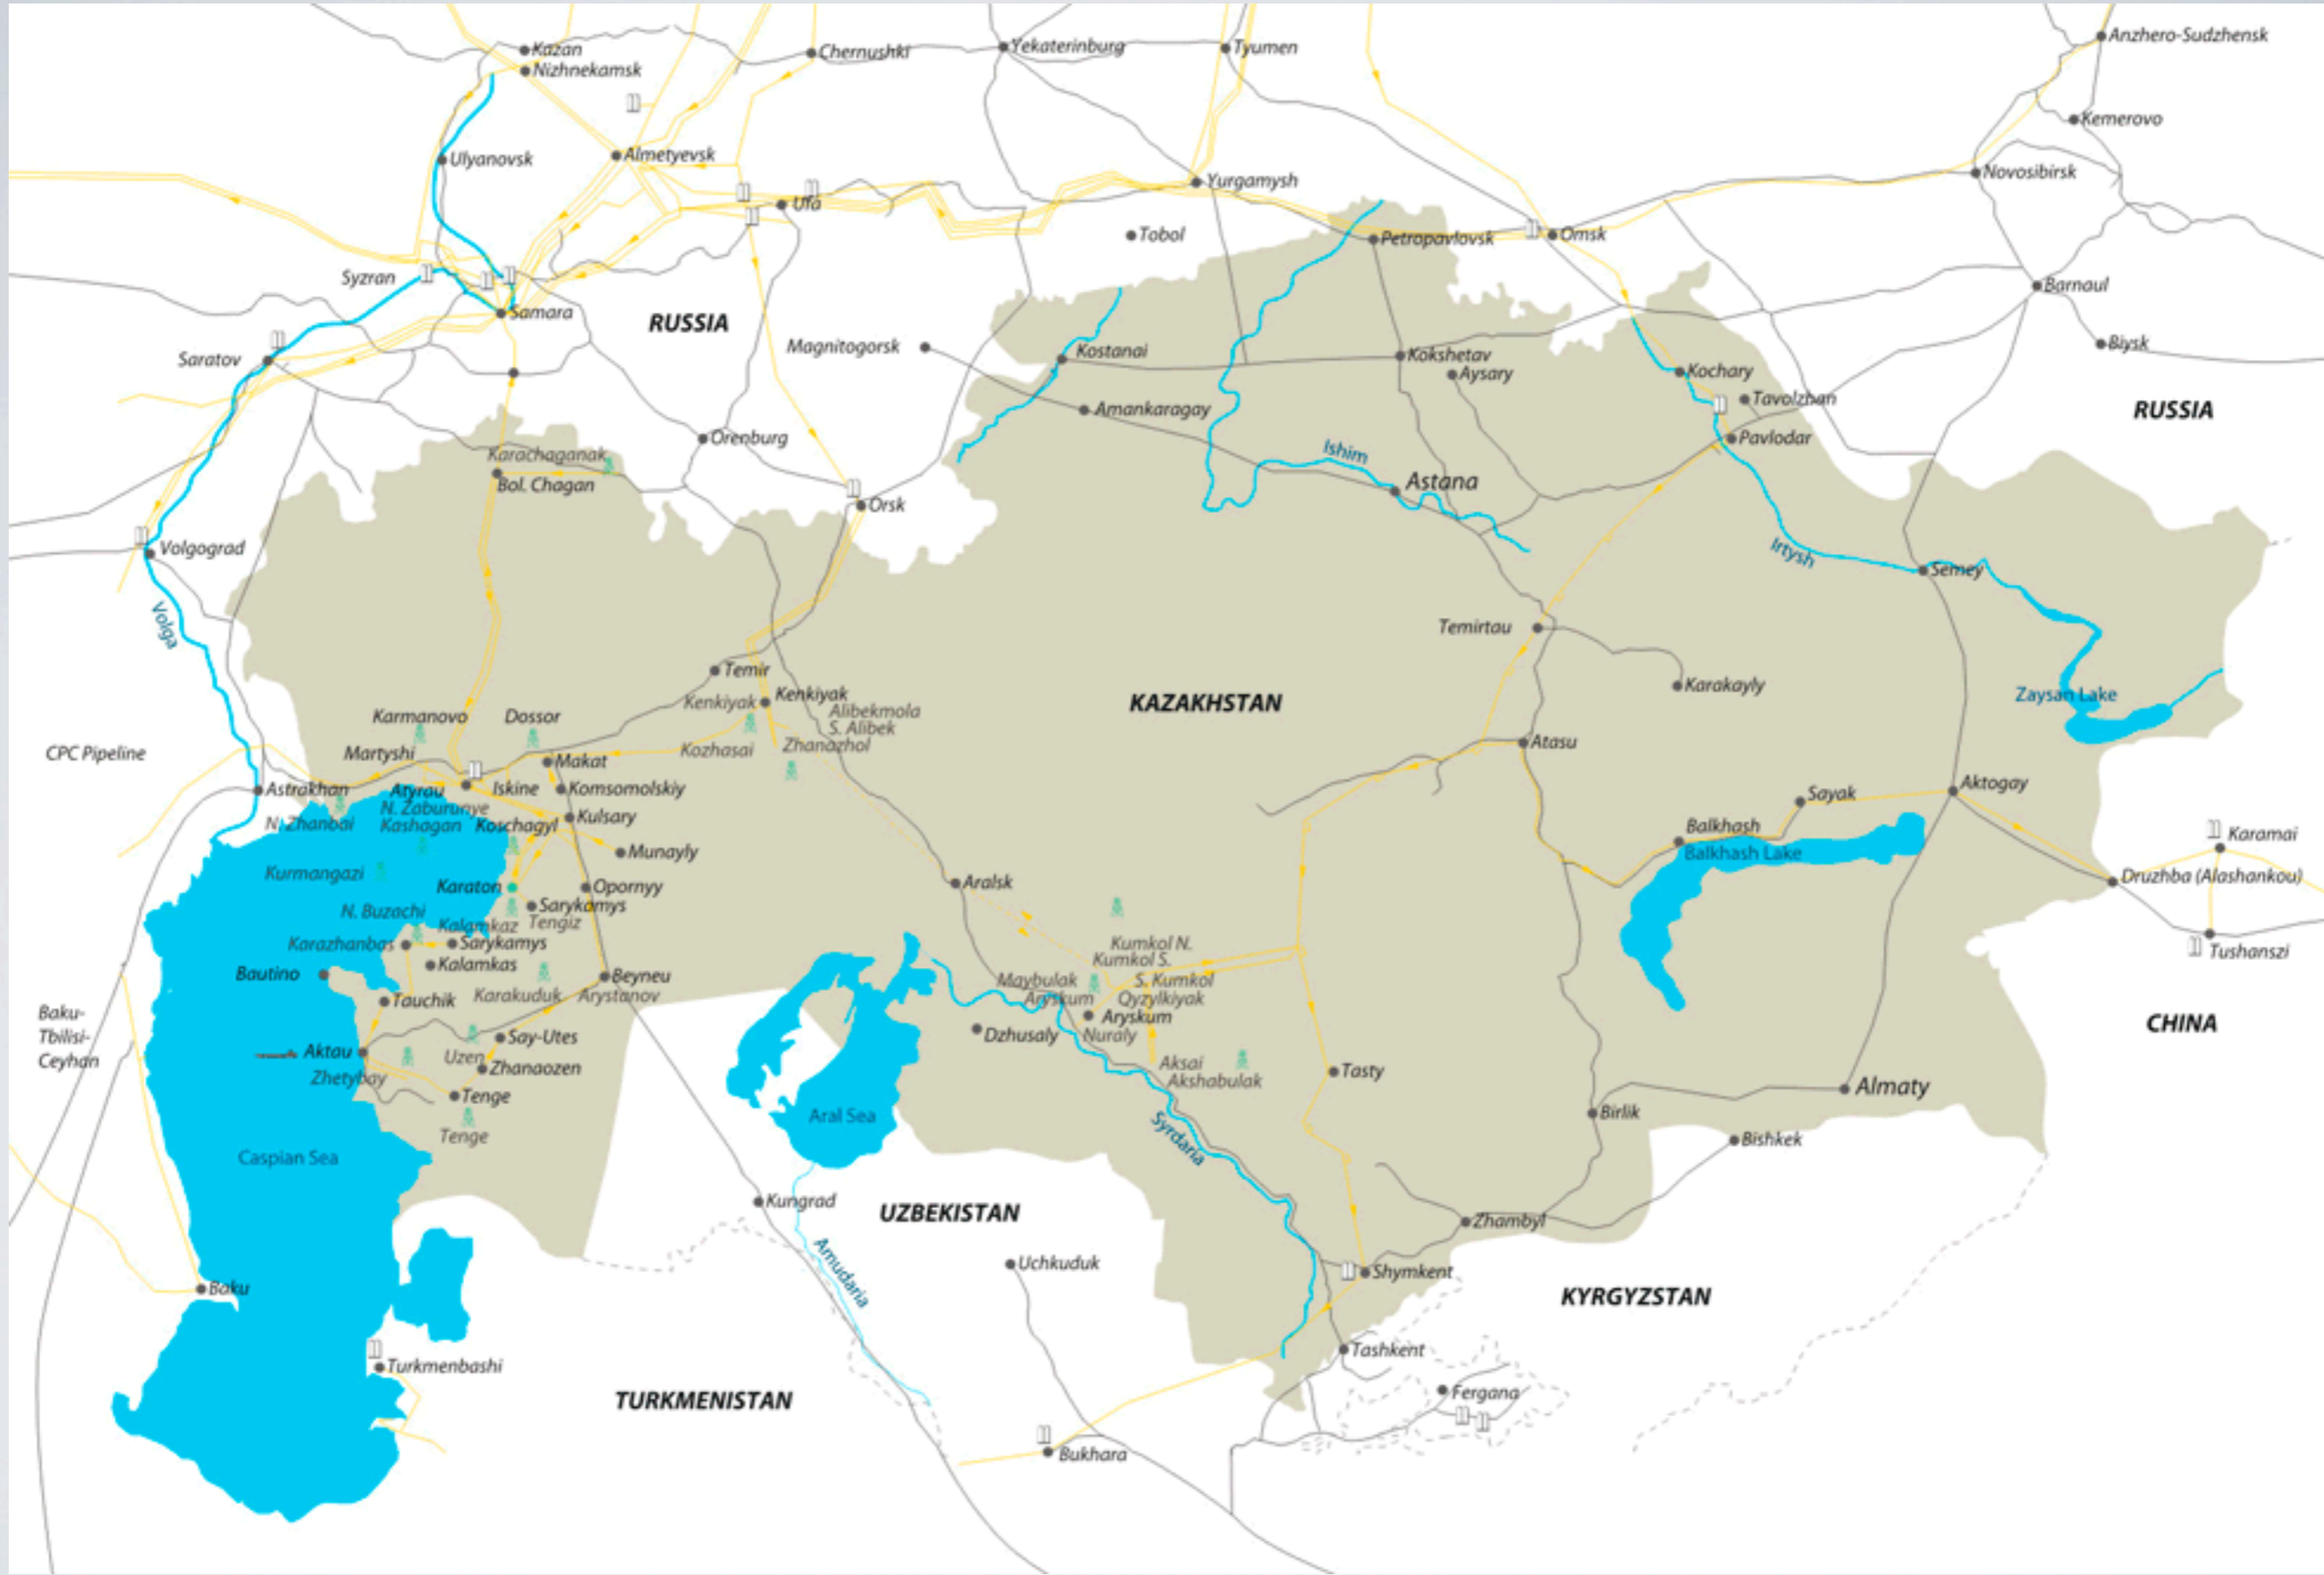 Kazan
Nizhnekamsk
Chernushki
Yekaterinburg
Tyumen
Anzhero-Sudzhensk
Kemerovo
Ulyanovsk
Almetyevsk
Yurgamysh
Novosibirsk
Ufa
Tobol
Petropavlovsk
Omsk
Syzran
Samara
RUSSIA
Barnaul
Saratov
Magnitogorsk
Kostanai
Kokshetav
Aysary
Kochary
Biysk
Tavolzhan
RUSSIA
Amankaragay
Orenburg
Pavlodar
Karachaganak
Bol. Chagan
Ishim
Astana
Orsk
Volgograd
Irtysh
Semey
Volga
Temirtau
Temir
Karakayly
Kenkiyak
Kenkiyak
Zaysan Lake
KAZAKHSTAN
Alibekmola
S. Alibek
Zhanazhol
Karmanovo
Dossor
Kozhasai
CPC Pipeline
Martyshi
Makat
Atasu
Astrakhan
Atyrau
Iskine
Komsomolskiy
Aktogay
Sayak
N. Zaburunye
N. Zhanbai
Kashagan
Koschagyl
Kulsary
Balkhash
Balkhash Lake
Karamai
Munayly
Kurmangazi
Karaton
Opornyy
Aralsk
Druzhba (Alashankou)
Sarykamys
N. Buzachi
Kalamkaz
Tengiz
Karazhanbas
Sarykamys
Kumkol N.
Kumkol S.
Tushanszi
Kalamkas
Bautino
Beyneu
Maybulak
S. Kumkol
Tauchik
Karakuduk
Arystanov
Aryskum
Qyzylkiyak
Aryskum
Baku-
Tbilisi-
Ceyhan
Dzhusaly
Nuraly
CHINA
Say-Utes
Aktau
Uzen
Zhanaozen
Zhetybay
Aksai
Akshabulak
Tasty
Tenge
Almaty
Birlik
Tenge
Aral Sea
Syrdaria
Bishkek
Caspian Sea
Kungrad
UZBEKISTAN
Zhambyl
Amudaria
Uchkuduk
Shymkent
Baku
KYRGYZSTAN
Tashkent
Turkmenbashi
TURKMENISTAN
Fergana
Bukhara